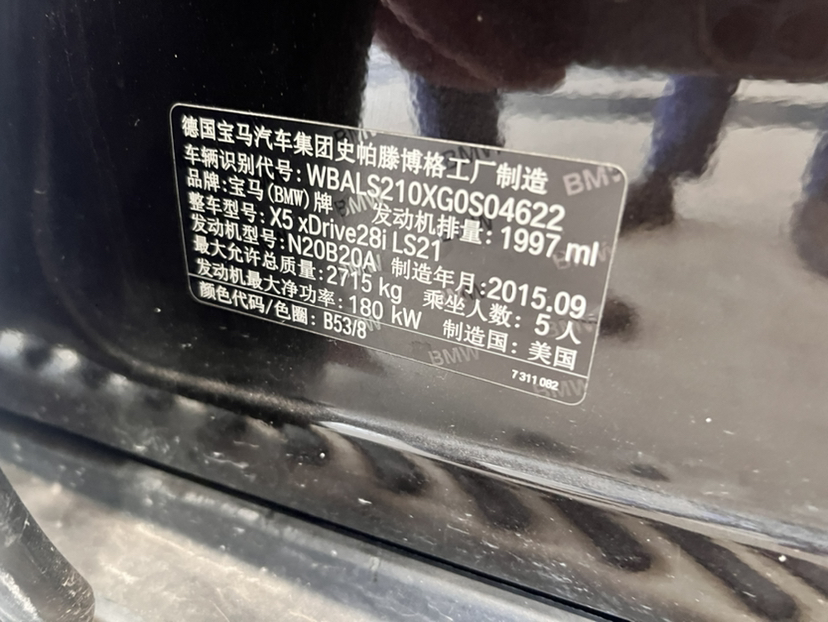 德国宝马汽车集团史帕滕博格工厂制造
车辆识别代号: WBALS210XG0S04622
品牌: 宝马(BMW)牌 发动机排量: 1997 ml
整车型号: X5 xDrive28i LS21
发动机型号: N20B20A 制造年月: 2015.09
最大允许总质量: 2715 kg 乘坐人数: 5 人
发动机最大净功率: 180 kW 制造国: 美国
颜色代码/色圈: B53/8
7 311 082